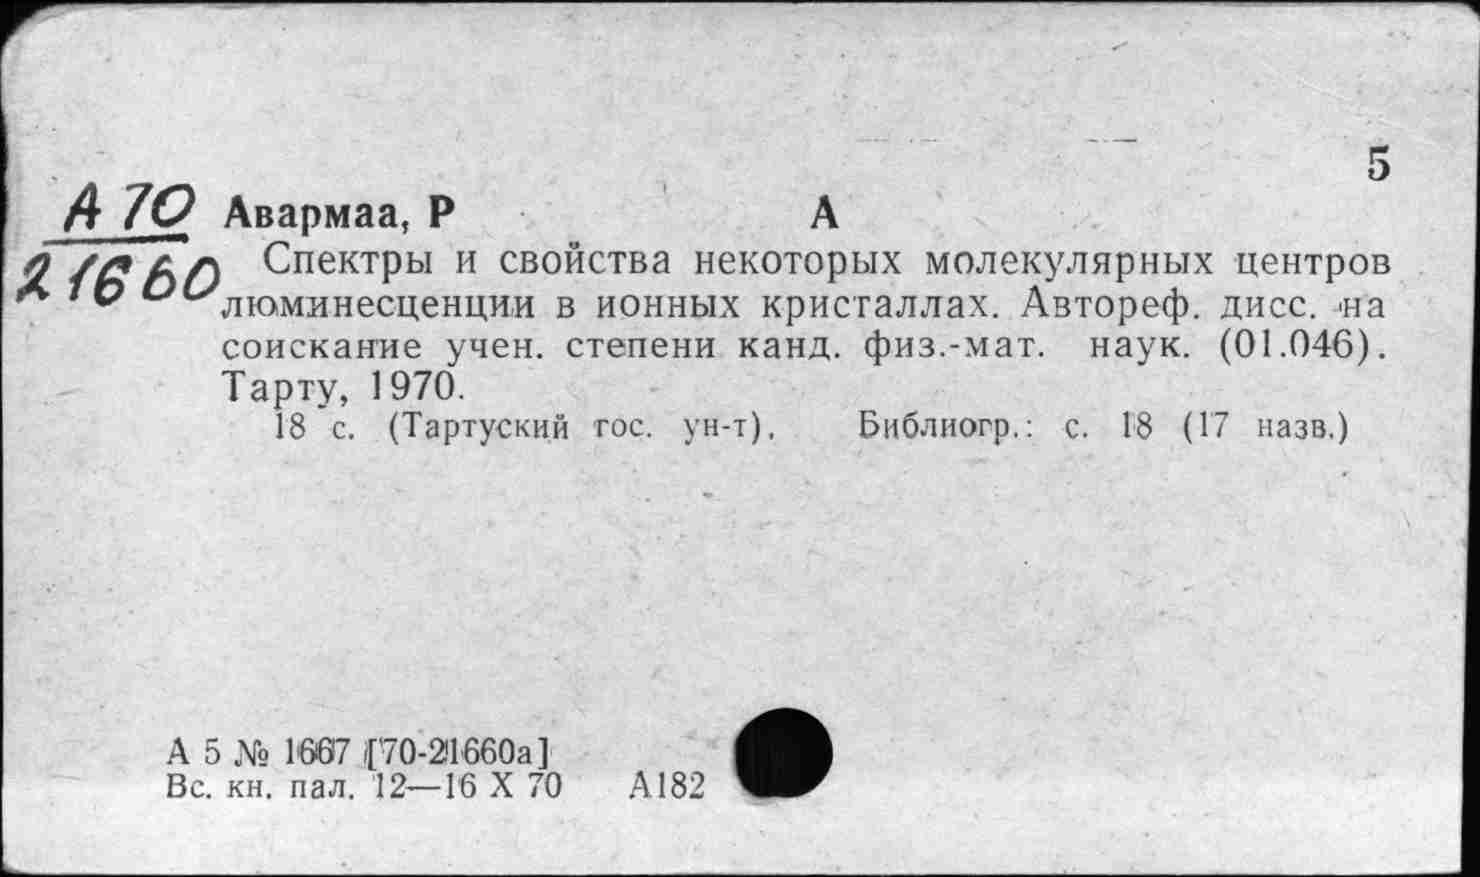 5
А 70 Авармаа, Р А
21660 Спектры и свойства некоторых молекулярных центров
люминесценции в ионных кристаллах. Автореф. дисс. на
соискание учен. степени канд. физ.-мат. наук. (01.046).
Тарту, 1970.
18 с. (Тартуский гос. ун-т). Библиогр.: с. 18 (17 назв.)
А 5 № 1667 [70-21660а]
Вс. кн. пал. 12—16 X 70 А182